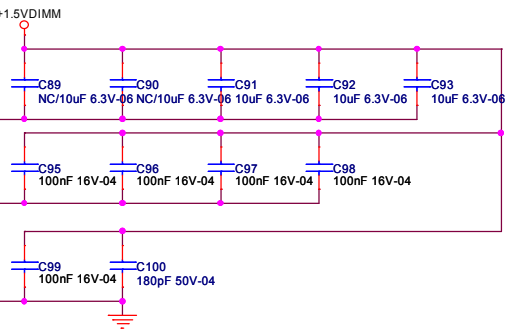 +1.5VDIMM
C89 C90 C91 C92 C93
NC/10uF 6.3V-06 NC/10uF 6.3V-06 10uF 6.3V-06 10uF 6.3V-06 10uF 6.3V-06
C95 C96 C97 C98
100nF 16V-04 100nF 16V-04 100nF 16V-04 100nF 16V-04
C99 C100
100nF 16V-04 180pF 50V-04